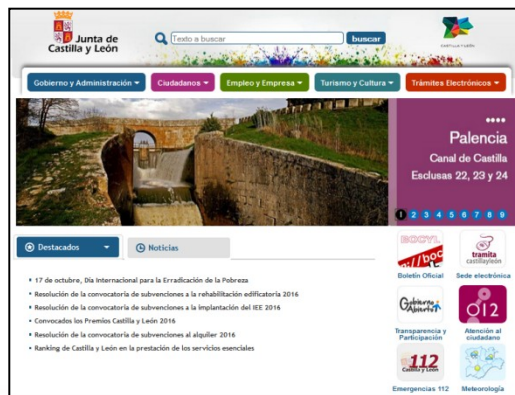 Junta de
Castilla y León
Texto a buscar
buscar
CASTILLA Y LEÓN
Gobierno y Administración
Ciudadanos
Empleo y Empresa
Turismo y Cultura
Trámites Electrónicos
Palencia
Canal de Castilla
Esclusas 22, 23 y 24
1 2 3 4 5 6 7 8 9
Destacados
Noticias
17 de octubre, Día Internacional para la Erradicación de la Pobreza
Resolución de la convocatoria de subvenciones a la rehabilitación edificatoria 2016
Resolución de la convocatoria de subvenciones a la implantación del IEE 2016
Convocados los Premios Castilla y León 2016
Resolución de la convocatoria de subvenciones al alquiler 2016
Ranking de Castilla y León en la prestación de los servicios esenciales
BOCYL
://boc
Boletín Oficial
tramita
castillayleón
Sede electrónica
Gobierno
Abierto
Transparencia y
Participación
012
Atención al
ciudadano
112
Castilla y León
Emergencias 112
Meteorología